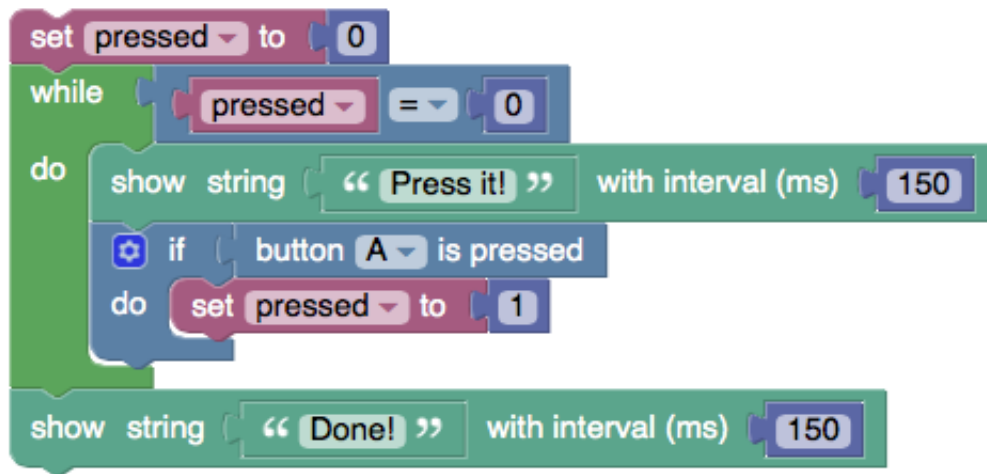 set pressed to 0
while pressed = 0
do show string “ Press it! ” with interval (ms) 150
if button A is pressed
do set pressed to 1
show string “ Done! ” with interval (ms) 150